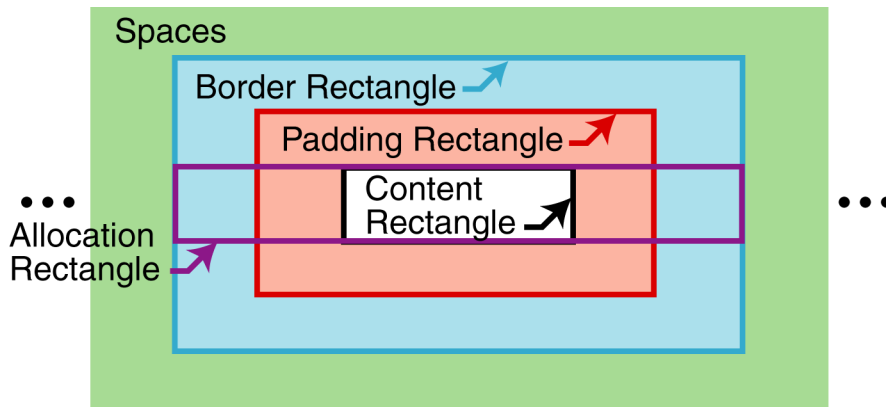 Spaces
Border Rectangle
Padding Rectangle
Content
Rectangle
Allocation
Rectangle